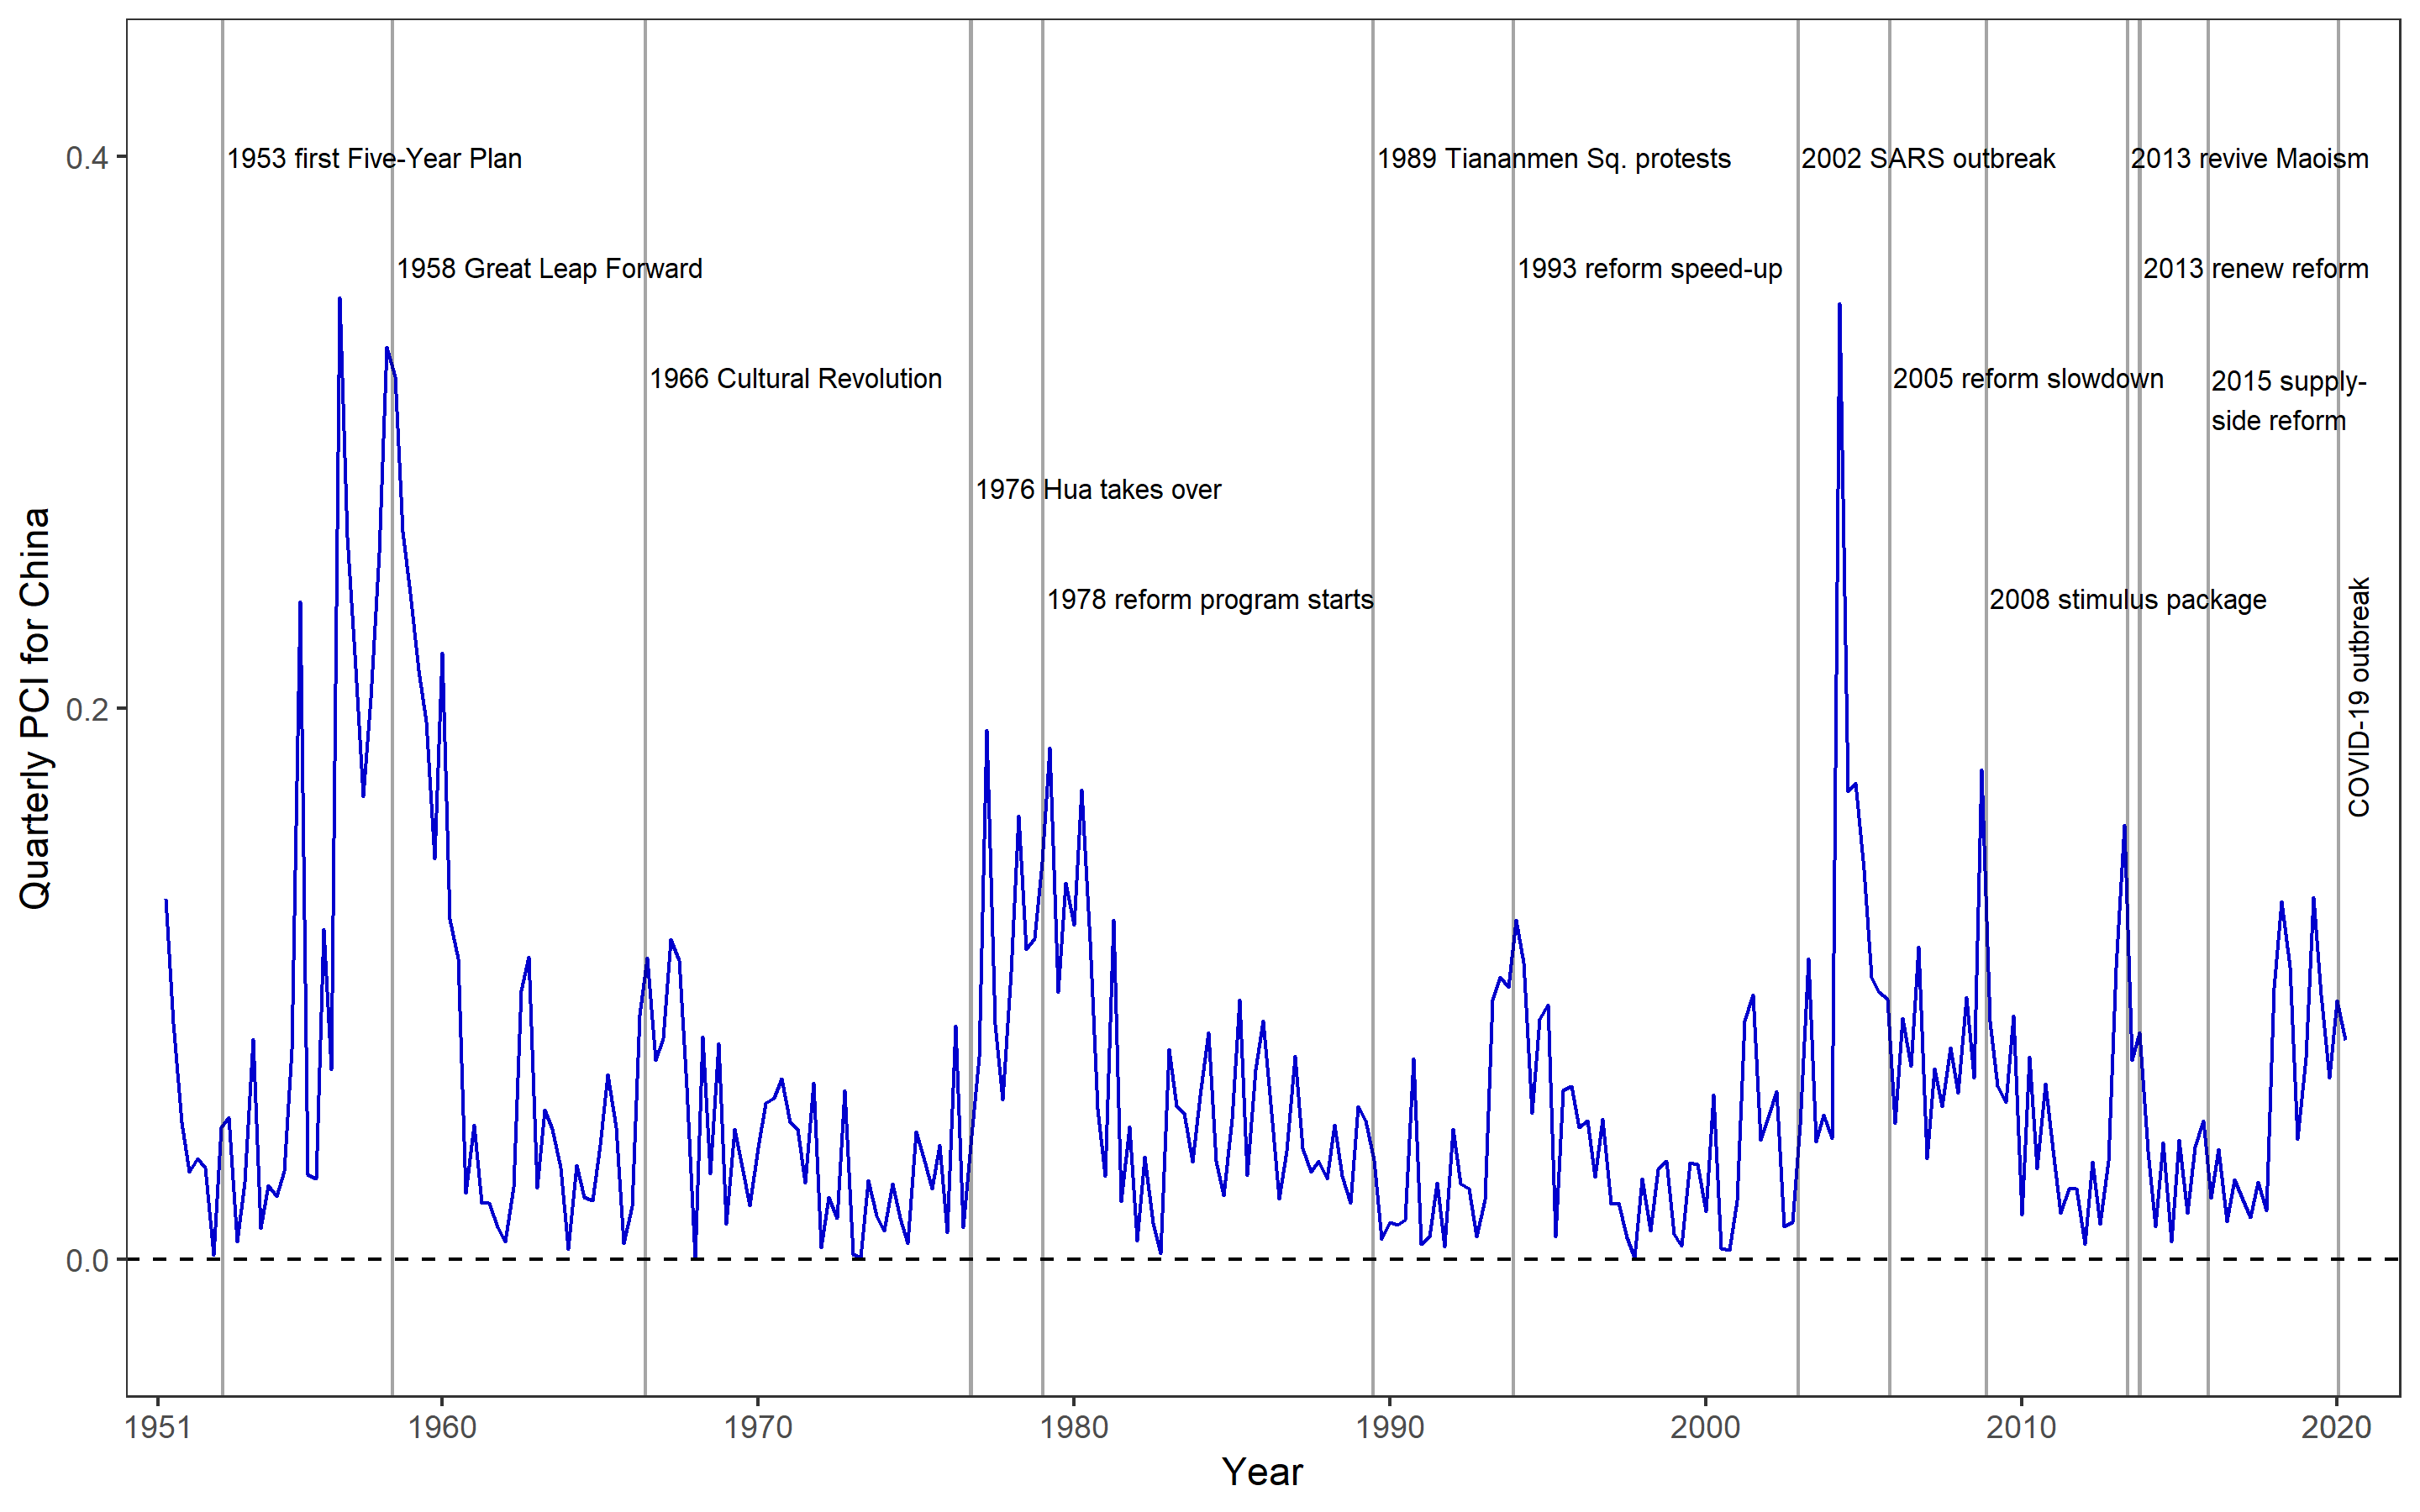 0.4
0.2
0.0
Quarterly PCI for China
1953 first Five-Year Plan
1989 Tiananmen Sq. protests
2002 SARS outbreak
2013 revive Maoism
1958 Great Leap Forward
1993 reform speed-up
2013 renew reform
1966 Cultural Revolution
2005 reform slowdown
2015 supply-
side reform
1976 Hua takes over
1978 reform program starts
2008 stimulus package
COVID-19 outbreak
1951
1960
1970
1980
1990
2000
2010
2020
Year